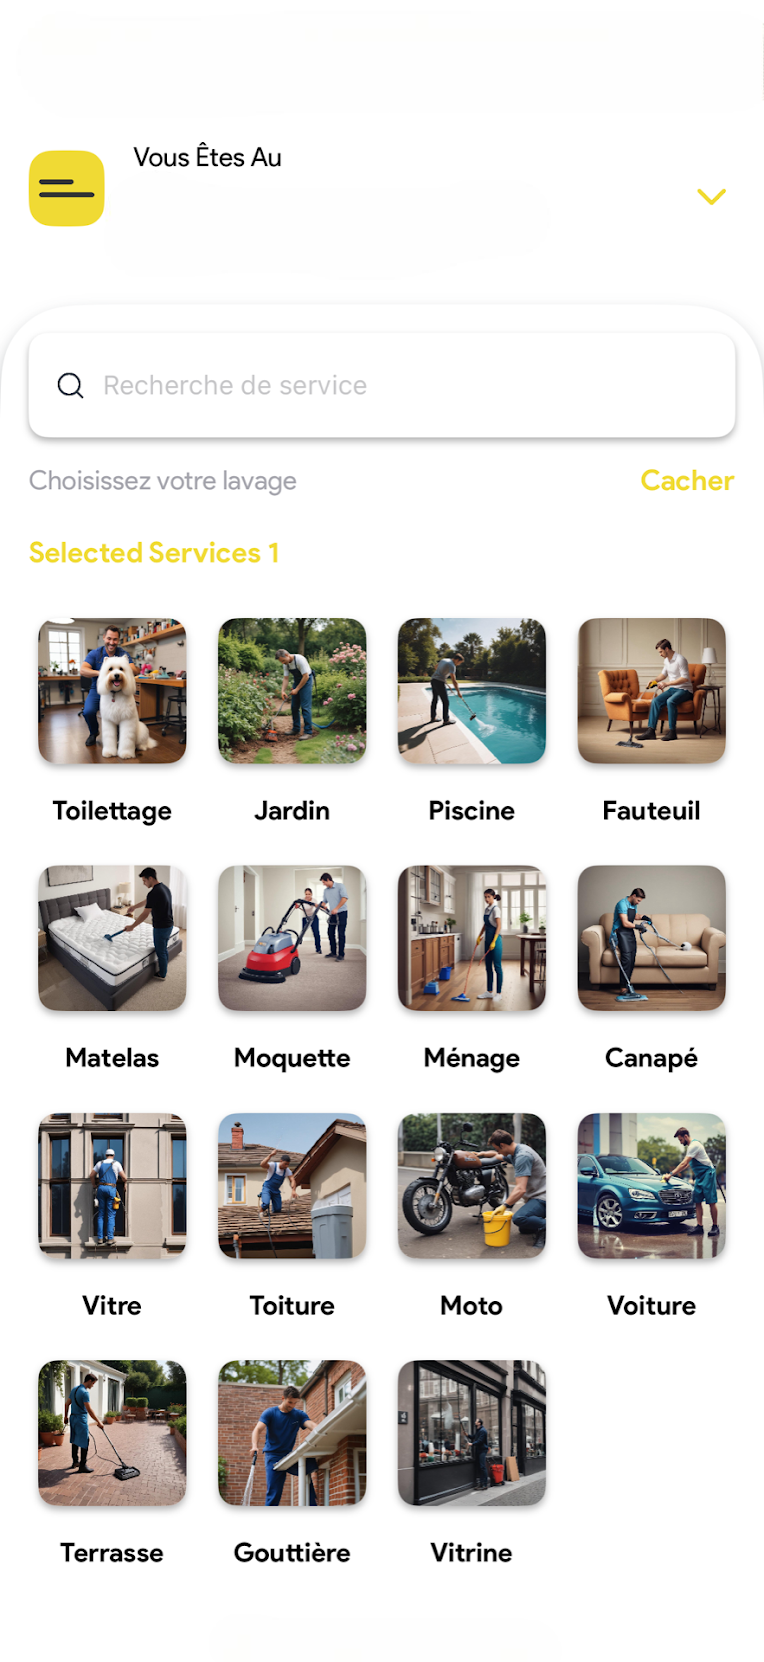 Vous Êtes Au
Recherche de service
Choisissez votre lavage
Cacher
Selected Services 1
Toilettage
Jardin
Piscine
Fauteuil
Matelas
Moquette
Ménage
Canapé
Vitre
Toiture
Moto
Voiture
Terrasse
Gouttière
Vitrine